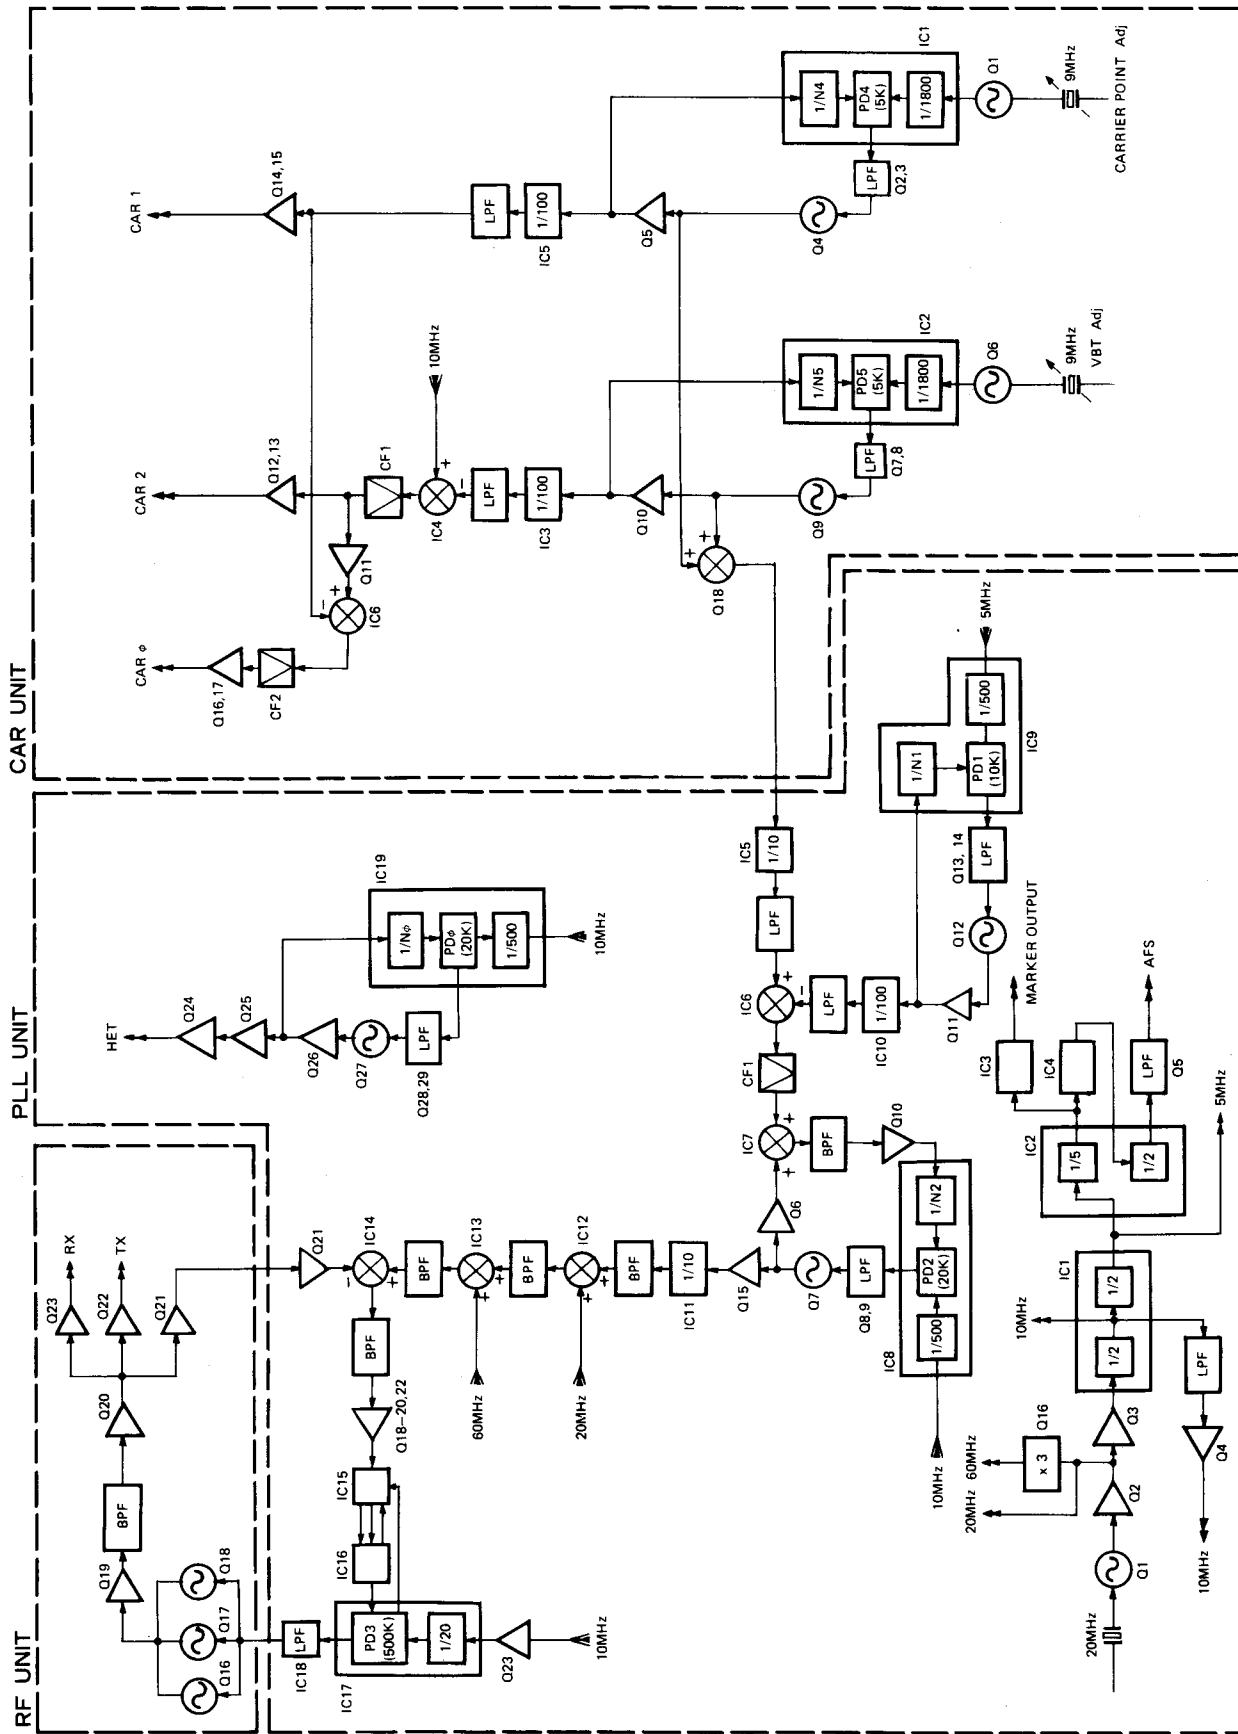 RF UNIT
Q16
Q17
Q18
Q19
BPF
Q20
Q23
RX
Q22
TX
Q21
PLL UNIT
HET
Q24
Q25
Q26
Q27
LPF
Q28,29
IC19
1/Nφ
PDφ
(20K)
1/500
10MHz
Q21
IC14
−
+
BPF
BPF
Q18−20,22
IC15
IC16
IC17
PD3
(500K)
1/20
LPF
IC18
Q23
10MHz
IC13
+
+
60MHz
BPF
IC12
+
+
20MHz
BPF
1/10
IC11
Q15
Q6
Q7
LPF
Q8,9
IC8
1/N2
PD2
(20K)
1/500
10MHz
Q10
BPF
IC7
+
+
CF1
IC6
+
−
LPF
IC5
1/10
LPF
1/100
IC10
Q11
Q12
LPF
Q13, 14
IC9
1/N1
PD1
(10K)
1/500
5MHz
MARKER OUTPUT
IC3
IC4
AFS
LPF
Q5
IC2
1/5
1/2
5MHz
IC1
1/2
1/2
10MHz
LPF
Q4
10MHz
Q3
Q16
× 3
60MHz
20MHz
Q2
Q1
20MHz
CAR UNIT
CAR φ
Q16,17
CF2
IC6
−
+
Q11
CAR 2
Q12,13
CF1
IC4
+
−
10MHz
LPF
1/100
IC3
Q10
Q18
+
+
Q9
LPF
Q7,8
IC2
1/N5
PD5
(5K)
1/1800
Q6
9MHz
VBT Adj
CAR 1
Q14,15
LPF
1/100
IC5
Q5
Q4
LPF
Q2,3
IC1
1/N4
PD4
(5K)
1/1800
Q1
9MHz
CARRIER POINT Adj